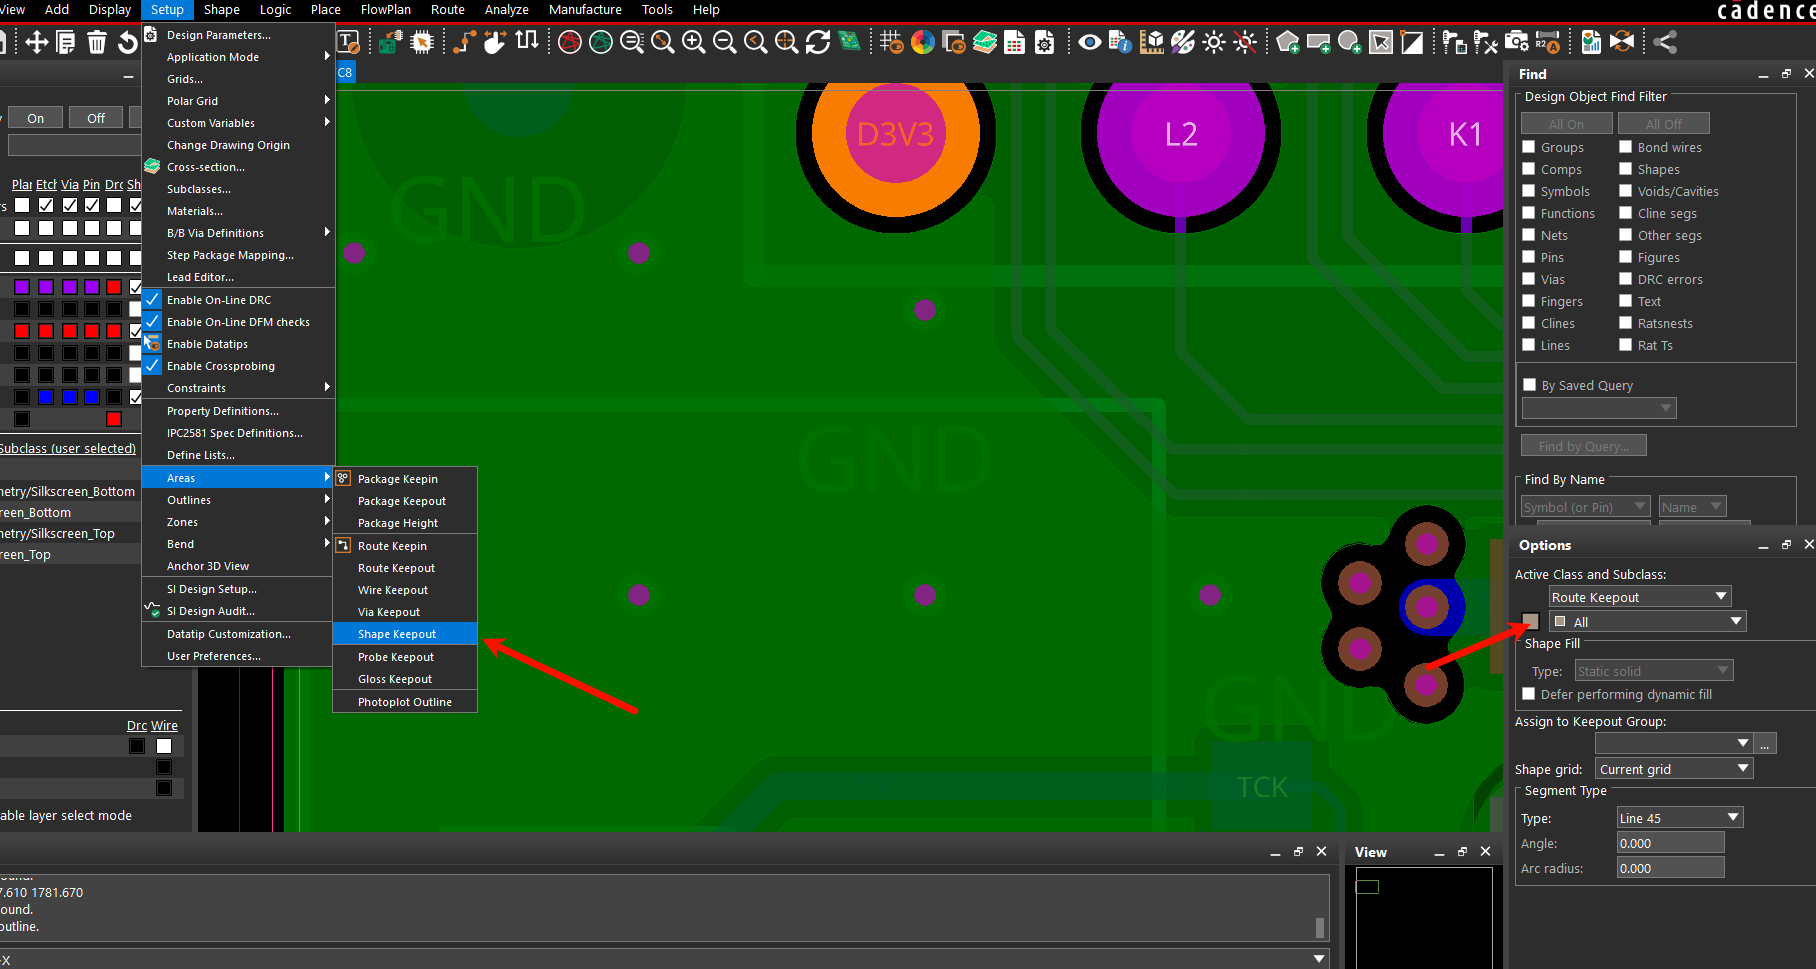 View Add Display Setup Shape Logic Place FlowPlan Route Analyze Manufacture Tools Help
cādence
Design Parameters...
Application Mode
Grids...
Polar Grid
Custom Variables
Change Drawing Origin
Cross-section...
Subclasses...
Materials...
B/B Via Definitions
Step Package Mapping...
Lead Editor...
Enable On-Line DRC
Enable On-Line DFM checks
Enable Datatips
Enable Crossprobing
Constraints
Property Definitions...
IPC2581 Spec Definitions...
Define Lists...
Areas
Outlines
Zones
Bend
Anchor 3D View
SI Design Setup...
SI Design Audit...
Datatip Customization...
User Preferences...
Package Keepin
Package Keepout
Package Height
Route Keepin
Route Keepout
Wire Keepout
Via Keepout
Shape Keepout
Probe Keepout
Gloss Keepout
Photoplot Outline
On Off
Plar Etch Via Pin Drc Sh
rs
Subclass (user selected)
metry/Silkscreen_Bottom
reen_Bottom
metry/Silkscreen_Top
reen_Top
Drc Wire
able layer select mode
C8
D3V3
L2
K1
GND
GND
GND
TCK
Find
Design Object Find Filter
All On All Off
Groups Bond wires
Comps Shapes
Symbols Voids/Cavities
Functions Cline segs
Nets Other segs
Pins Figures
Vias DRC errors
Fingers Text
Clines Ratsnests
Lines Rat Ts
By Saved Query
Find by Query...
Find By Name
Symbol (or Pin) Name
Options
Active Class and Subclass:
Route Keepout
All
Shape Fill
Type: Static solid
Defer performing dynamic fill
Assign to Keepout Group:
...
Shape grid: Current grid
Segment Type
Type: Line 45
Angle: 0.000
Arc radius: 0.000
View
7.610 1781.670
ound.
outline.
X